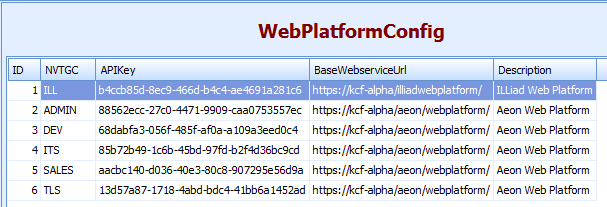 WebPlatformConfig
ID NVTGC APIKey BaseWebserviceUrl Description
1 ILL b4ccb85d-8ec9-466d-b4c4-ae4691a281c6 https://kcf-alpha/illiadwebplatform/ ILLiad Web Platform
2 ADMIN 88562ecc-27c0-4471-9909-caa0753557ec https://kcf-alpha/aeon/webplatform/ Aeon Web Platform
3 DEV 68dabfa3-056f-485f-af0a-a109a3eed0c4 https://kcf-alpha/aeon/webplatform/ Aeon Web Platform
4 ITS 85b72b49-1c6b-45bd-97fd-b2f4d36bc9cd https://kcf-alpha/aeon/webplatform/ Aeon Web Platform
5 SALES aacbc140-d036-40e3-80c8-907295e56d9a https://kcf-alpha/aeon/webplatform/ Aeon Web Platform
6 TLS 13d57a87-1718-4abd-bdc4-41bb6a1452ad https://kcf-alpha/aeon/webplatform/ Aeon Web Platform